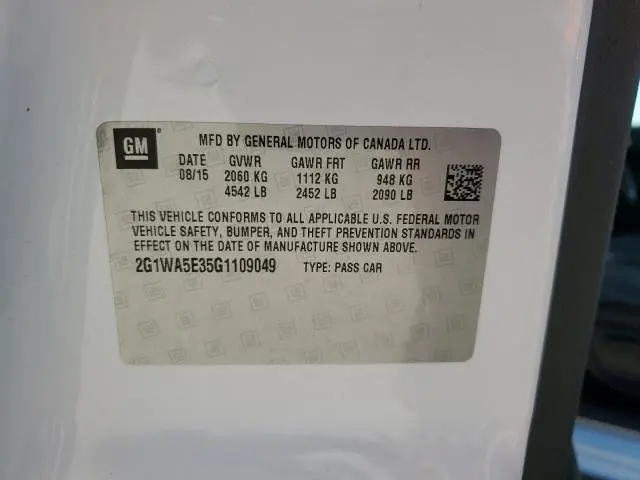 GM
MFD BY GENERAL MOTORS OF CANADA LTD.
DATE GVWR GAWR FRT GAWR RR
08/15 2060 KG 1112 KG 948 KG
4542 LB 2452 LB 2090 LB
THIS VEHICLE CONFORMS TO ALL APPLICABLE U.S. FEDERAL MOTOR
VEHICLE SAFETY, BUMPER, AND THEFT PREVENTION STANDARDS IN
EFFECT ON THE DATE OF MANUFACTURE SHOWN ABOVE.
2G1WA5E35G1109049 TYPE: PASS CAR